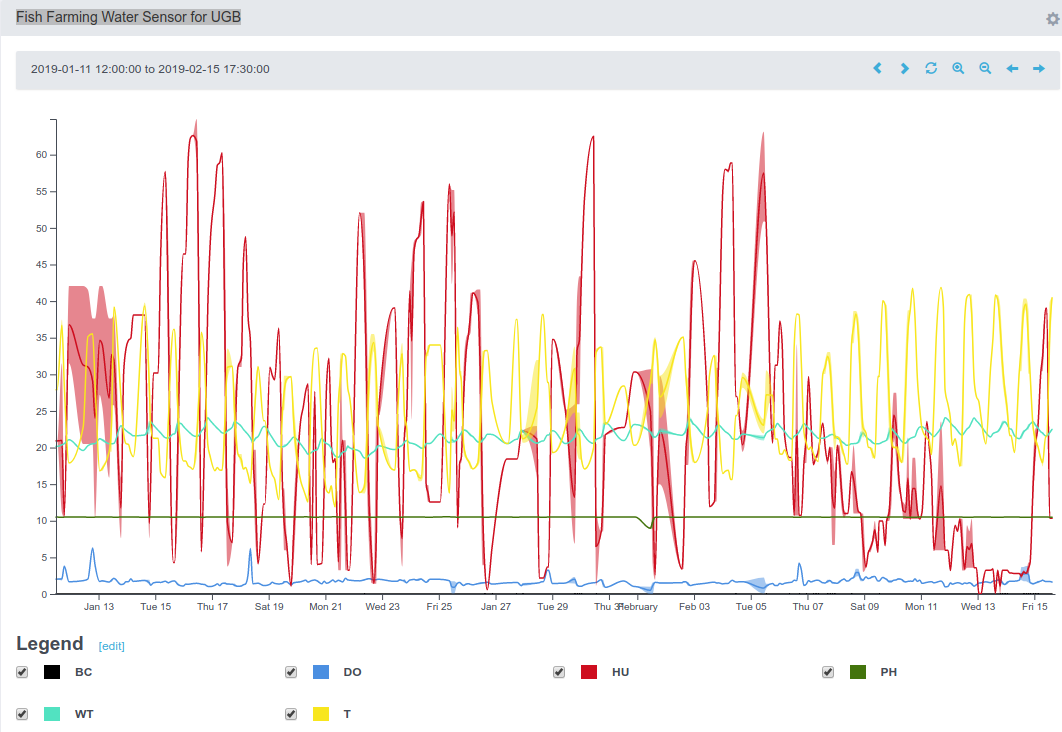 Fish Farming Water Sensor for UGB
2019-01-11 12:00:00 to 2019-02-15 17:30:00
60
55
50
45
40
35
30
25
20
15
10
5
0
Jan 13 Tue 15 Thu 17 Sat 19 Mon 21 Wed 23 Fri 25 Jan 27 Tue 29 Thu 31 February Feb 03 Tue 05 Thu 07 Sat 09 Mon 11 Wed 13 Fri 15
Legend [edit]
BC DO HU PH
WT T